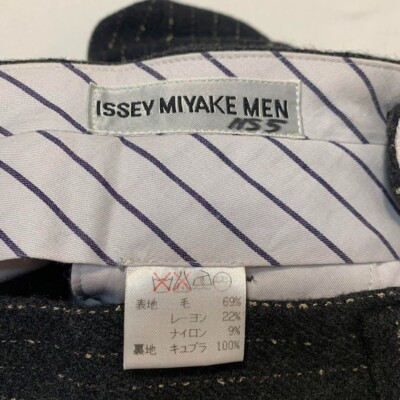 ISSEY MIYAKE MEN
表地 毛 69%
レーヨン 22%
ナイロン 9%
裏地 キュプラ 100%